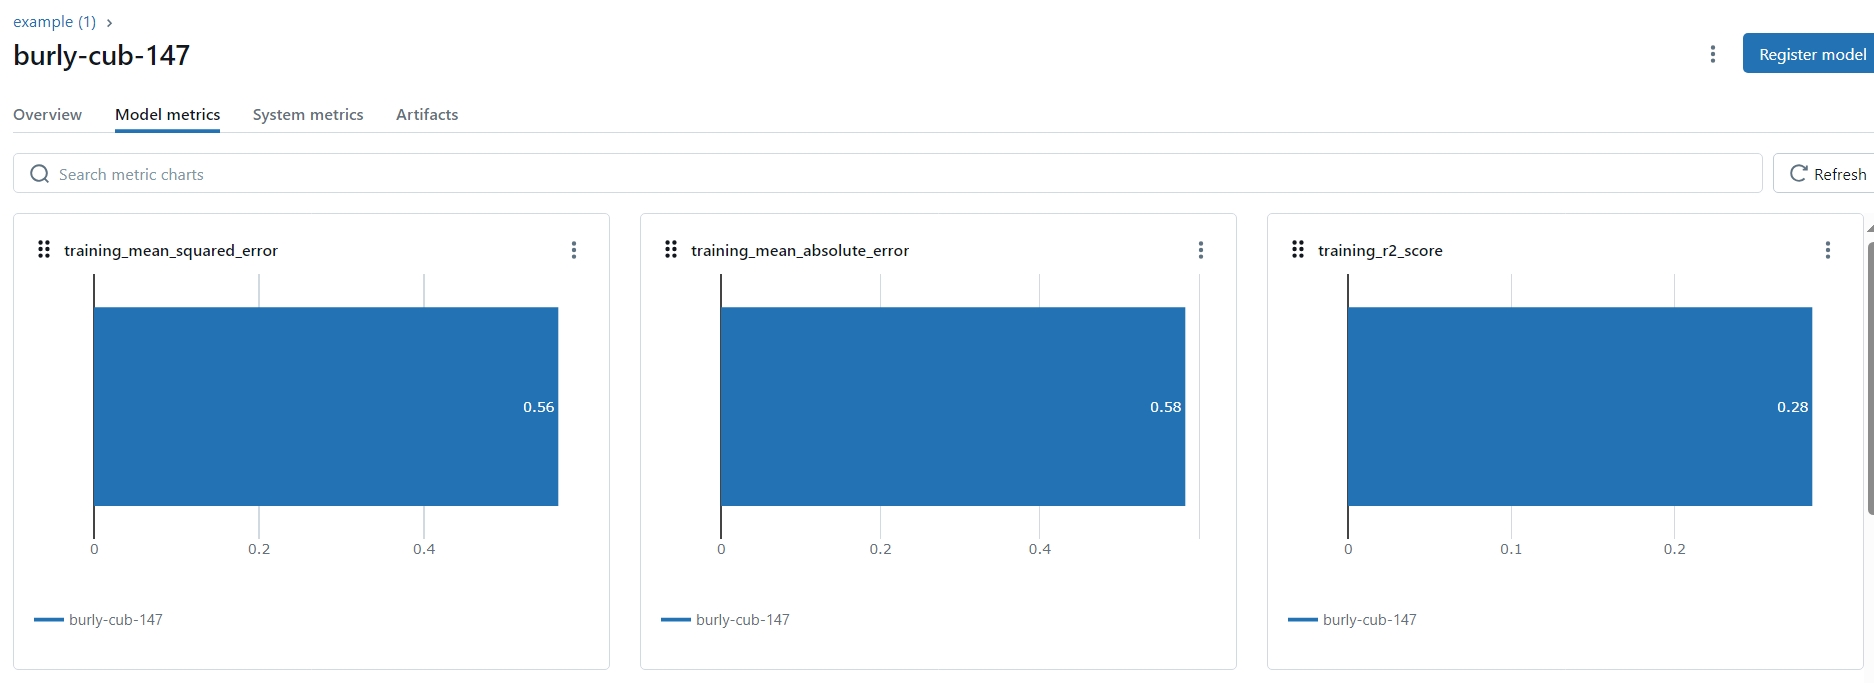 example (1) ›
burly-cub-147
Register model
Overview Model metrics System metrics Artifacts
Search metric charts
Refresh
training_mean_squared_error
0.56
0 0.2 0.4
burly-cub-147
training_mean_absolute_error
0.58
0 0.2 0.4
burly-cub-147
training_r2_score
0.28
0 0.1 0.2
burly-cub-147